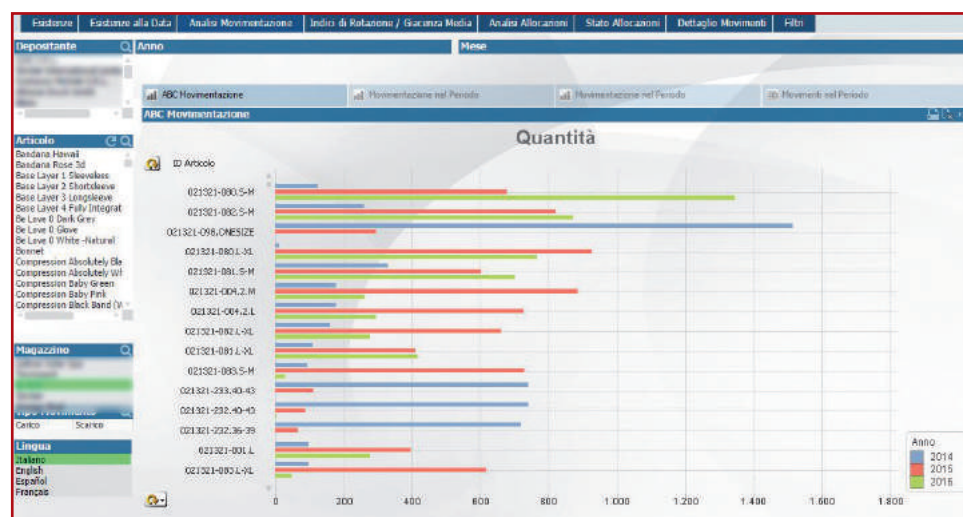 Esistenze Esistenze alla Data Analisi Movimentazione Indici di Rotazione / Giacenza Media Analisi Allocazioni Stato Allocazioni Dettaglio Movimenti Filtri
Depositante
Anno
Mese
ABC Movimentazione Movimentazione nel Periodo Movimentazione nel Periodo Movimenti nel Periodo
ABC Movimentazione
Articolo
Bandana Hawaii
Bandana Rose 3d
Base Layer 1 Sleeveless
Base Layer 2 Shortsleeve
Base Layer 3 Longsleeve
Base Layer 4 Fully Integrat
Be Love 0 Dark Grey
Be Love 0 Glove
Be Love 0 White -Natural
Bonnet
Compression Absolutely Bla
Compression Absolutely Wh
Compression Baby Green
Compression Baby Pink
Compression Black Band (V
Magazzino
Tipo Movimento
Carico Scarico
Lingua
Italiano
English
Español
Français
Quantità
ID Articolo
021321-080.S-M
021321-082.S-M
021321-098.ONESIZE
021321-080.L-XL
021321-081.S-M
021321-004.2.M
021321-004.2.L
021321-082.L-XL
021321-081.L-XL
021321-083.S-M
021321-233.40-43
021321-232.40-43
021321-232.36-39
021321-001.L
021321-083.L-XL
0 200 400 600 800 1.000 1.200 1.400 1.600 1.800
Anno
2014
2015
2016